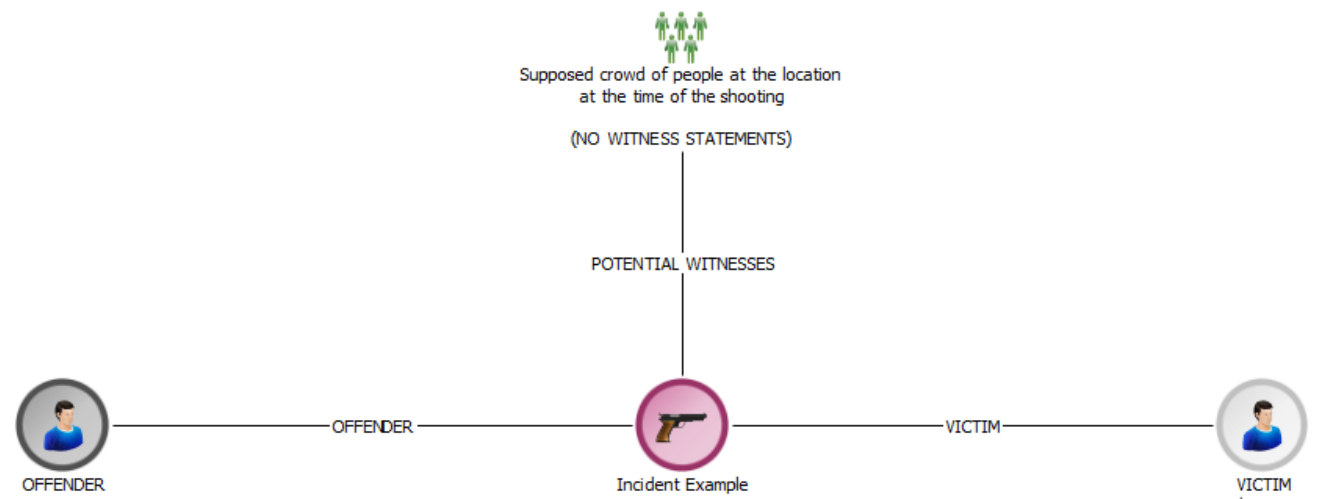 Supposed crowd of people at the location
at the time of the shooting
(NO WITNESS STATEMENTS)
POTENTIAL WITNESSES
OFFENDER
VICTIM
OFFENDER
Incident Example
VICTIM